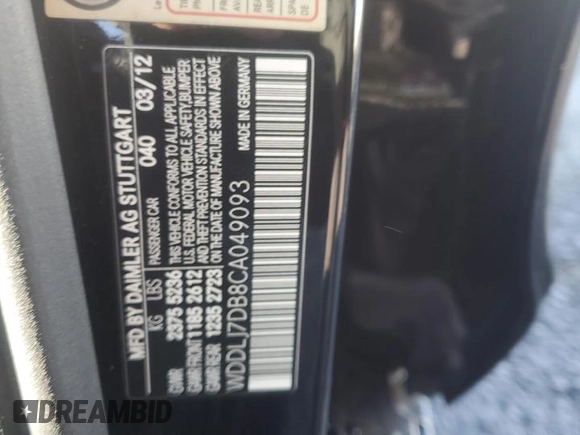 MFD BY DAIMLER AG STUTTGART
PASSENGER CAR 040 03/12
KG LBS
GVWR 2375 5236
GAWR FRONT 1185 2612
GAWR REAR 1235 2723
THIS VEHICLE CONFORMS TO ALL APPLICABLE
U.S. FEDERAL MOTOR VEHICLE SAFETY, BUMPER
AND THEFT PREVENTION STANDARDS IN EFFECT
ON THE DATE OF MANUFACTURE SHOWN ABOVE
WDDLJ7DB8CA049093
MADE IN GERMANY
DREAMBID